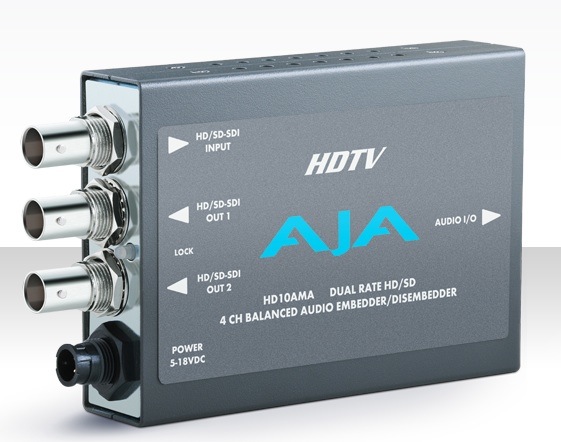 HD/SD-SDI
INPUT
HDTV
HD/SD-SDI
OUT 1
AJA
AUDIO I/O
LOCK
HD/SD-SDI
OUT 2
HD10AMA DUAL RATE HD/SD
4 CH BALANCED AUDIO EMBEDDER/DISEMBEDDER
POWER
5-18VDC